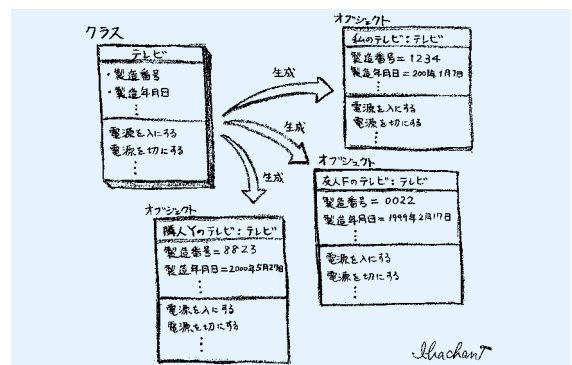 クラス
テレビ
・製造番号
・製造年月日
⋮
電源を入にする
電源を切にする
⋮
生成
生成
生成
オブジェクト
私のテレビ：テレビ
製造番号＝1234
製造年月日＝2001年1月7日
⋮
電源を入にする
電源を切にする
⋮
オブジェクト
友人Fのテレビ：テレビ
製造番号＝0022
製造年月日＝1999年2月17日
⋮
電源を入にする
電源を切にする
⋮
オブジェクト
隣人Yのテレビ：テレビ
製造番号＝8823
製造年月日＝2000年5月27日
⋮
電源を入にする
電源を切にする
⋮